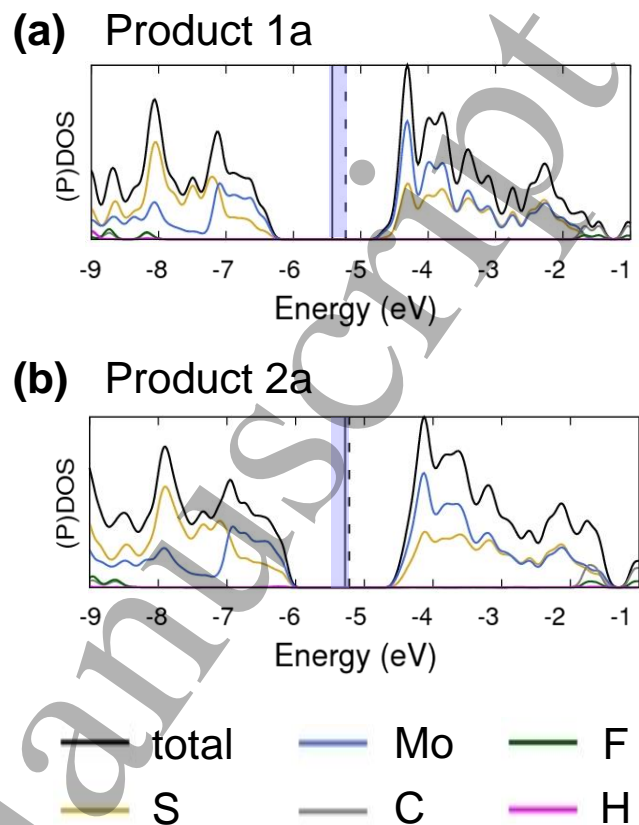 (a) Product 1a
(P)DOS
-9 -8 -7 -6 -5 -4 -3 -2 -1
Energy (eV)
(b) Product 2a
(P)DOS
-9 -8 -7 -6 -5 -4 -3 -2 -1
Energy (eV)
total Mo F
S C H
anuscript